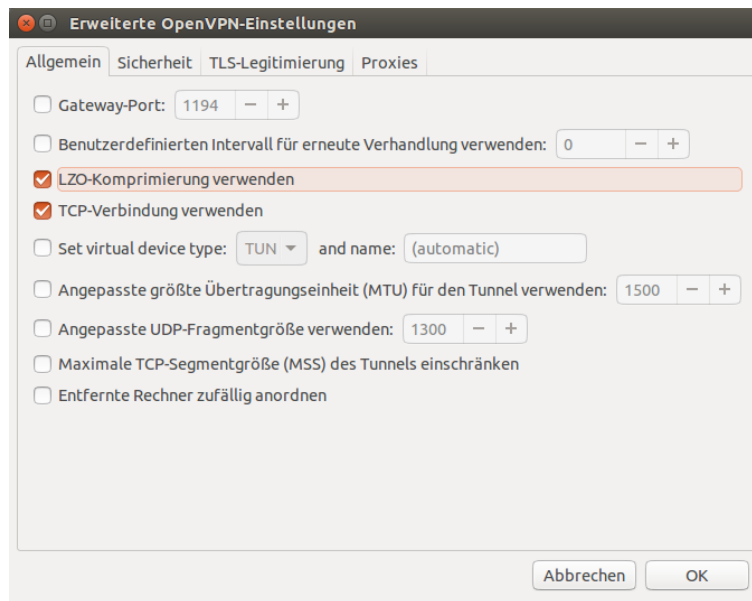 Erweiterte OpenVPN-Einstellungen
Allgemein Sicherheit TLS-Legitimierung Proxies
Gateway-Port: 1194 − +
Benutzerdefinierten Intervall für erneute Verhandlung verwenden: 0 − +
LZO-Komprimierung verwenden
TCP-Verbindung verwenden
Set virtual device type: TUN and name: (automatic)
Angepasste größte Übertragungseinheit (MTU) für den Tunnel verwenden: 1500 − +
Angepasste UDP-Fragmentgröße verwenden: 1300 − +
Maximale TCP-Segmentgröße (MSS) des Tunnels einschränken
Entfernte Rechner zufällig anordnen
Abbrechen OK